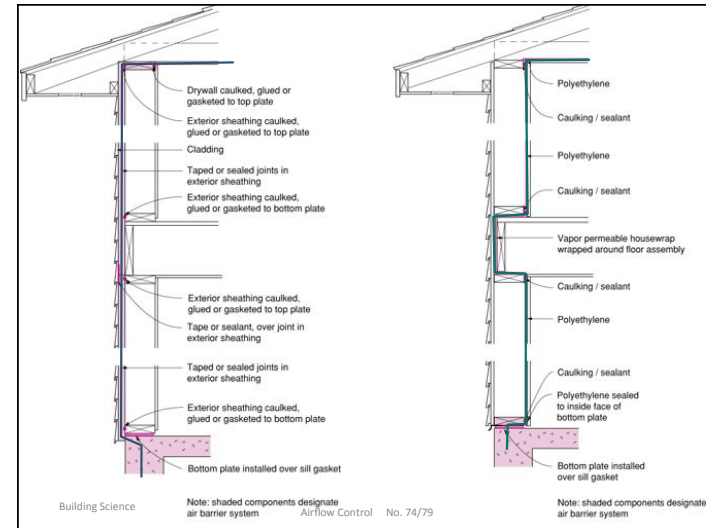 Drywall caulked, glued or
gasketed to top plate
Exterior sheathing caulked,
glued or gasketed to top plate
Cladding
Taped or sealed joints in
exterior sheathing
Exterior sheathing caulked,
glued or gasketed to bottom plate
Exterior sheathing caulked,
glued or gasketed to top plate
Tape or sealant, over joint in
exterior sheathing
Taped or sealed joints in
exterior sheathing
Exterior sheathing caulked,
glued or gasketed to bottom plate
Bottom plate installed over sill gasket
Note: shaded components designate
air barrier system
Polyethylene
Caulking / sealant
Polyethylene
Caulking / sealant
Vapor permeable housewrap
wrapped around floor assembly
Caulking / sealant
Polyethylene
Caulking / sealant
Polyethylene sealed
to inside face of
bottom plate
Bottom plate installed
over sill gasket
Note: shaded components designate
air barrier system
Building Science
Airflow Control No. 74/79